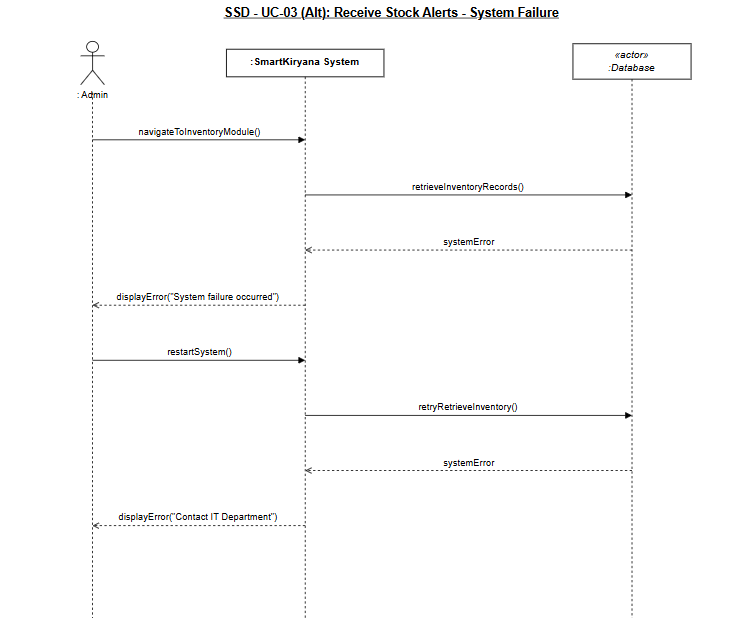 SSD - UC-03 (Alt): Receive Stock Alerts - System Failure
: Admin
: SmartKiryana System
«actor»
:Database
navigateToInventoryModule()
retrieveInventoryRecords()
systemError
displayError("System failure occurred")
restartSystem()
retryRetrieveInventory()
systemError
displayError("Contact IT Department")